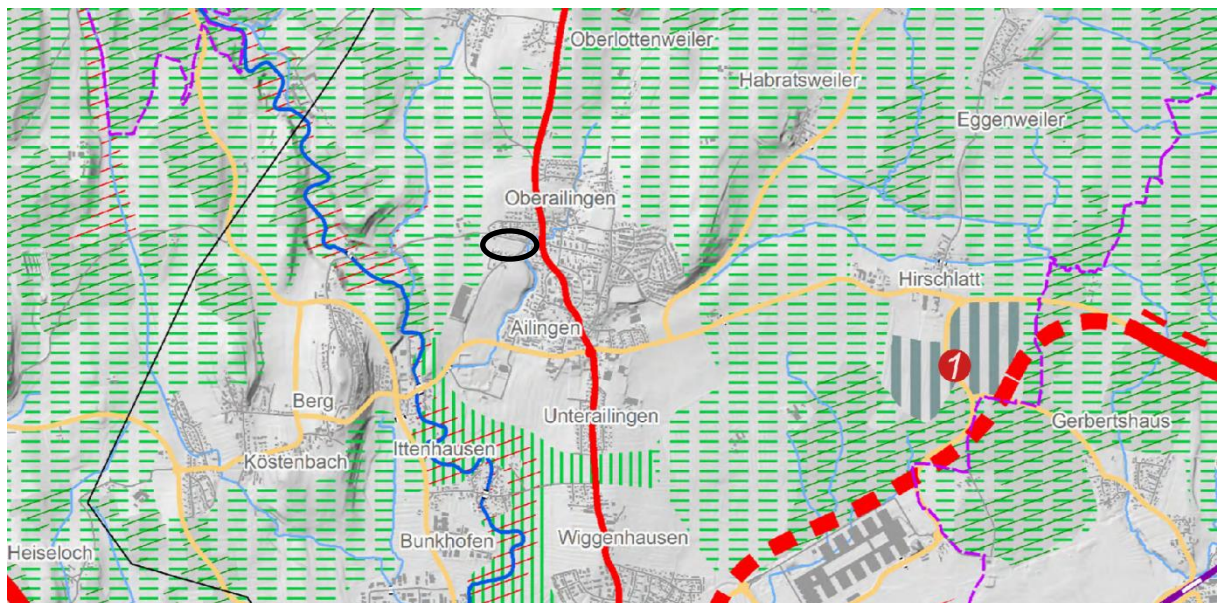 Oberlottenweiler
Habratsweiler
Eggenweiler
Oberailingen
Hirschlatt
Ailingen
1
Berg
Unterailingen
Gerbertshaus
Ittenhausen
Köstenbach
Bunkhofen
Wiggenhausen
Heiseloch